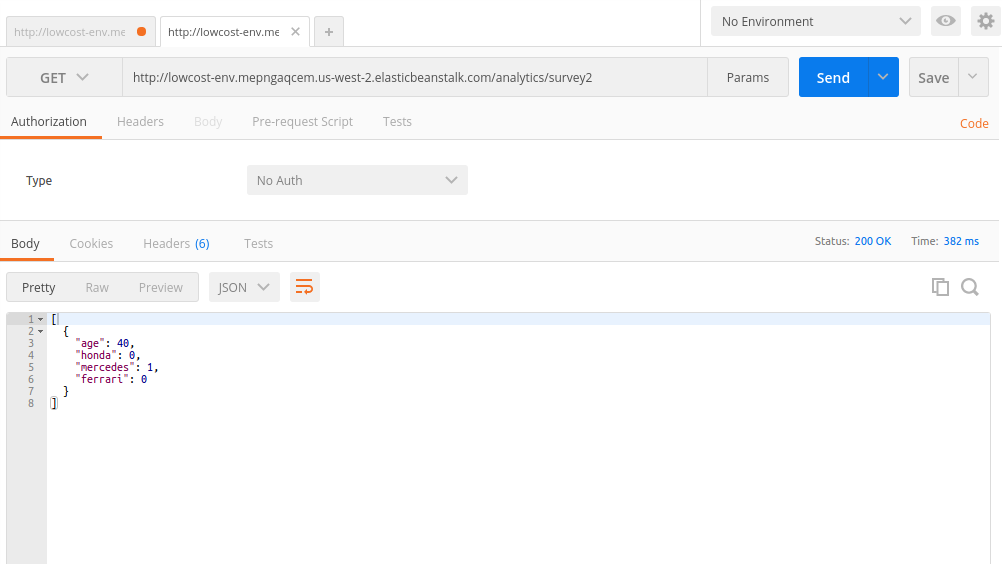 http://lowcost-env.me http://lowcost-env.me × + No Environment
GET http://lowcost-env.mepngaqcem.us-west-2.elasticbeanstalk.com/analytics/survey2 Params Send Save
Authorization Headers Body Pre-request Script Tests Code
Type No Auth
Body Cookies Headers (6) Tests Status: 200 OK Time: 382 ms
Pretty Raw Preview JSON
1 [
2 {
3 "age": 40,
4 "honda": 0,
5 "mercedes": 1,
6 "ferrari": 0
7 }
8 ]